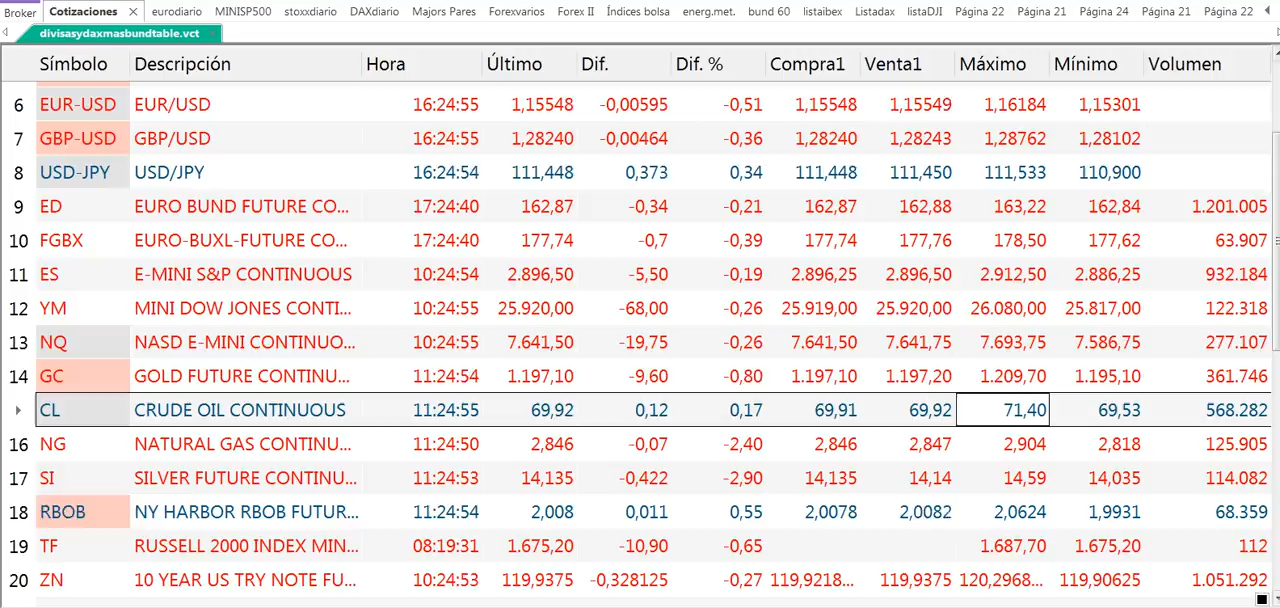 Broker Cotizaciones eurodiario MINISP500 stoxxdiario DAXdiario Majors Pares Forexvarios Forex II Índices bolsa energ.met. bund 60 listaibex Listadax listaDJI Página 22 Página 21 Página 24 Página 21 Página 22
divisasydaxmasbundtable.vct
Símbolo Descripción Hora Último Dif. Dif. % Compra1 Venta1 Máximo Mínimo Volumen
6 EUR-USD EUR/USD 16:24:55 1,15548 -0,00595 -0,51 1,15548 1,15549 1,16184 1,15301
7 GBP-USD GBP/USD 16:24:55 1,28240 -0,00464 -0,36 1,28240 1,28243 1,28762 1,28102
8 USD-JPY USD/JPY 16:24:54 111,448 0,373 0,34 111,448 111,450 111,533 110,900
9 ED EURO BUND FUTURE CO... 17:24:40 162,87 -0,34 -0,21 162,87 162,88 163,22 162,84 1.201.005
10 FGBX EURO-BUXL-FUTURE CO... 17:24:40 177,74 -0,7 -0,39 177,74 177,76 178,50 177,62 63.907
11 ES E-MINI S&P CONTINUOUS 10:24:54 2.896,50 -5,50 -0,19 2.896,25 2.896,50 2.912,50 2.886,25 932.184
12 YM MINI DOW JONES CONTI... 10:24:55 25.920,00 -68,00 -0,26 25.919,00 25.920,00 26.080,00 25.817,00 122.318
13 NQ NASD E-MINI CONTINUO... 10:24:55 7.641,50 -19,75 -0,26 7.641,50 7.641,75 7.693,75 7.586,75 277.107
14 GC GOLD FUTURE CONTINU... 11:24:54 1.197,10 -9,60 -0,80 1.197,10 1.197,20 1.209,70 1.195,10 361.746
CL CRUDE OIL CONTINUOUS 11:24:55 69,92 0,12 0,17 69,91 69,92 71,40 69,53 568.282
16 NG NATURAL GAS CONTINU... 11:24:50 2,846 -0,07 -2,40 2,846 2,847 2,904 2,818 125.905
17 SI SILVER FUTURE CONTINU... 11:24:53 14,135 -0,422 -2,90 14,135 14,14 14,59 14,035 114.082
18 RBOB NY HARBOR RBOB FUTUR... 11:24:54 2,008 0,011 0,55 2,0078 2,0082 2,0624 1,9931 68.359
19 TF RUSSELL 2000 INDEX MIN... 08:19:31 1.675,20 -10,90 -0,65 1.687,70 1.675,20 112
20 ZN 10 YEAR US TRY NOTE FU... 10:24:53 119,9375 -0,328125 -0,27 119,9218... 119,9375 120,2968... 119,90625 1.051.292